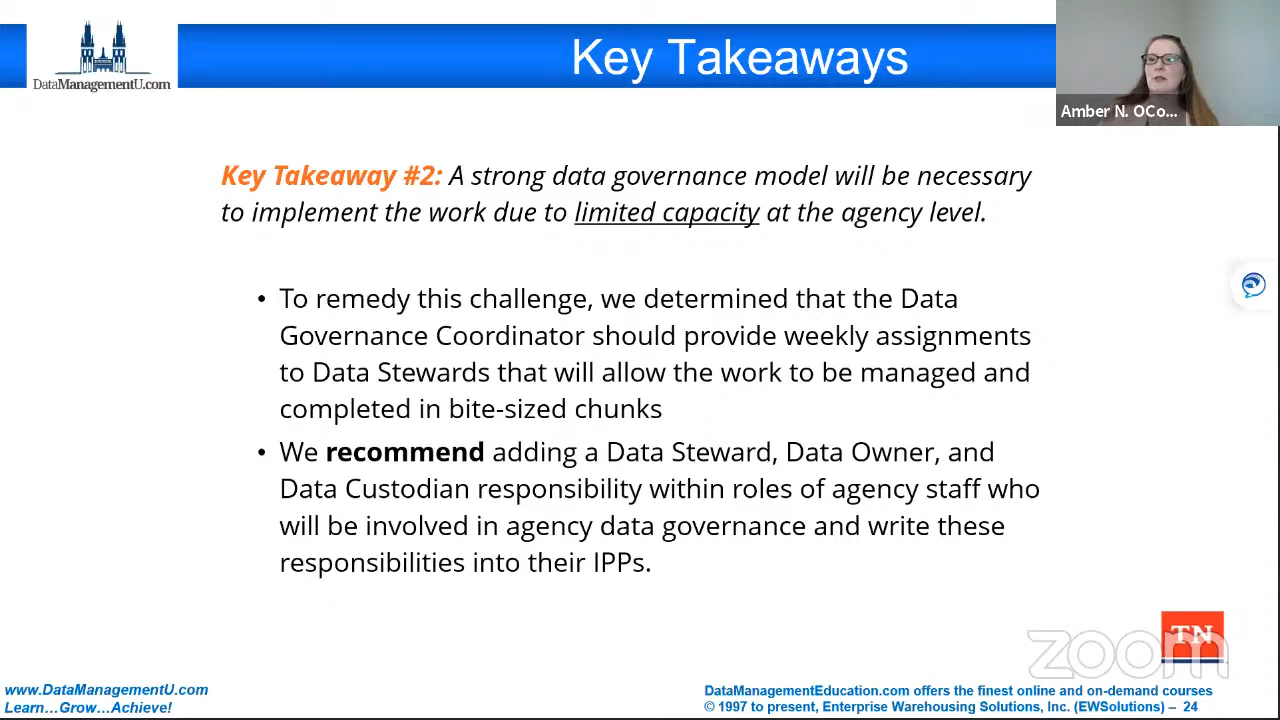 Key Takeaways
DataManagementU.com
Amber N. OCo...
Key Takeaway #2: A strong data governance model will be necessary
to implement the work due to limited capacity at the agency level.
• To remedy this challenge, we determined that the Data
Governance Coordinator should provide weekly assignments
to Data Stewards that will allow the work to be managed and
completed in bite-sized chunks
• We recommend adding a Data Steward, Data Owner, and
Data Custodian responsibility within roles of agency staff who
will be involved in agency data governance and write these
responsibilities into their IPPs.
TN
zoom
www.DataManagementU.com
Learn…Grow…Achieve!
DataManagementEducation.com offers the finest online and on-demand courses
© 1997 to present, Enterprise Warehousing Solutions, Inc. (EWSolutions) – 24